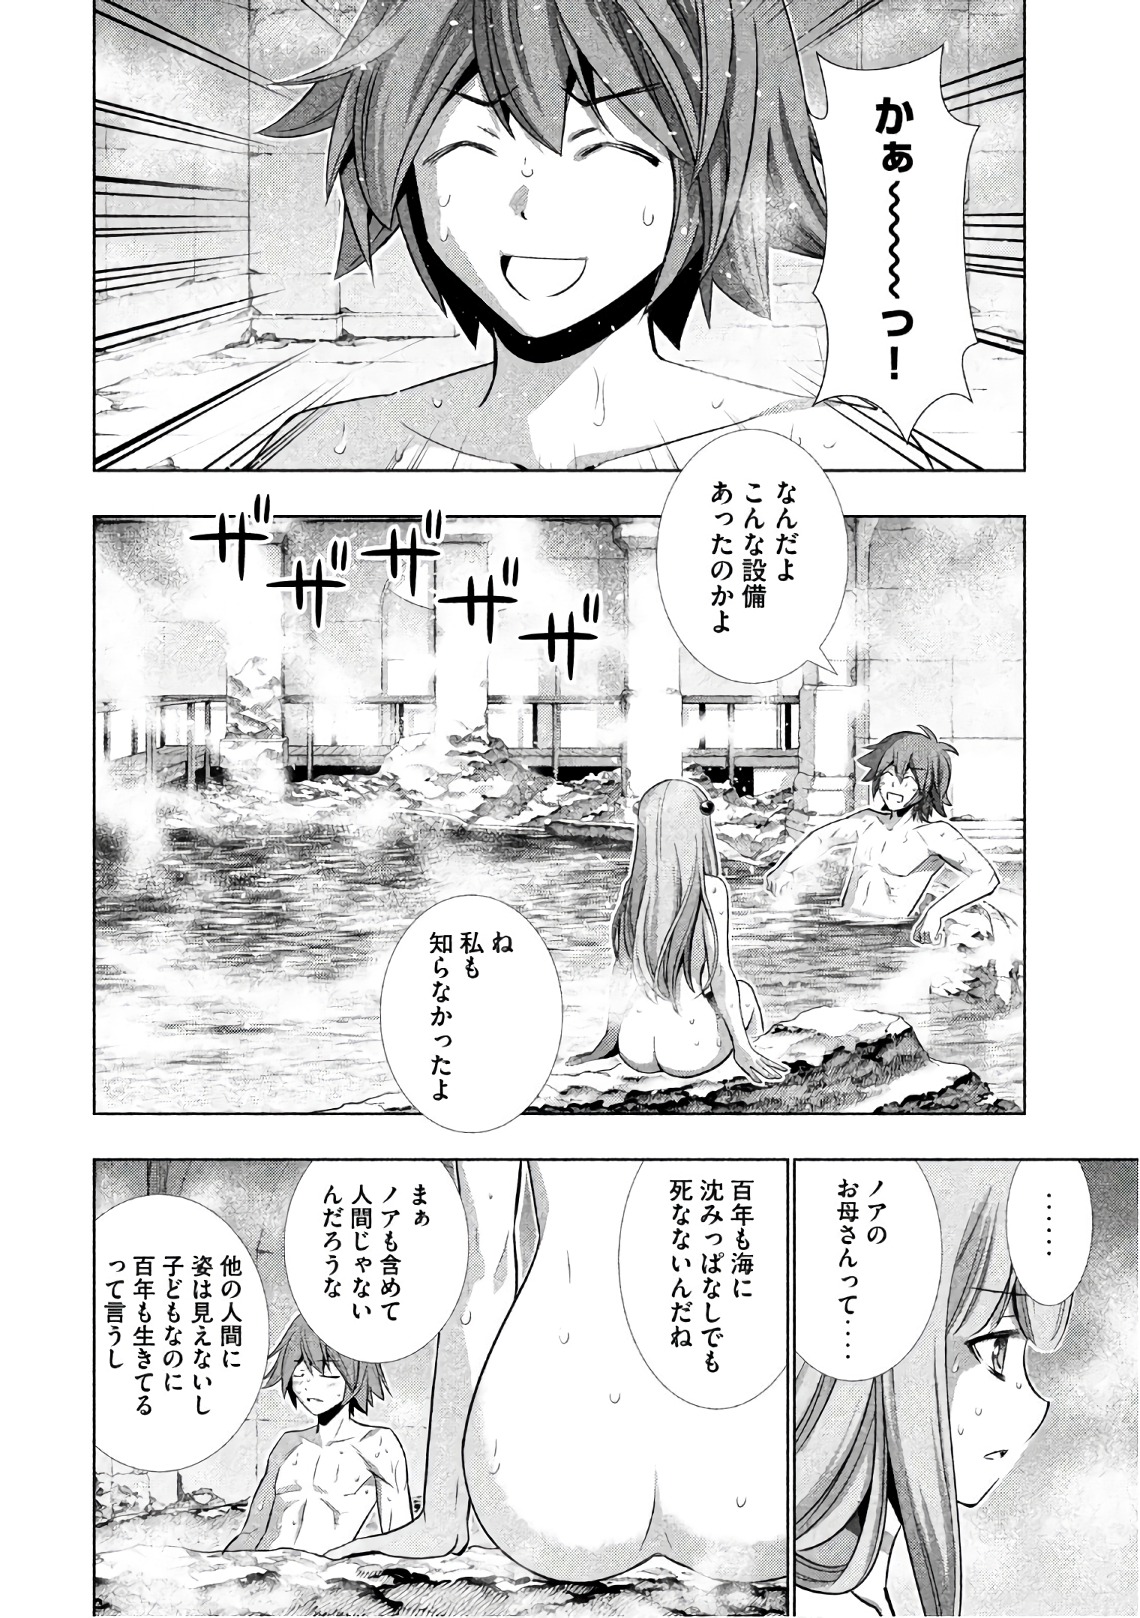 かぁ〜〜〜〜っ！
なんだよ
こんな設備
あったのかよ
ザザザザザ
ね
私も
知らなかったよ
……
ノアの
お母さんって‥‥
百年も海に
沈みっぱなしでも
死なないんだね
まぁ
ノアも含めて
人間じゃない
んだろうな
他の人間に
姿は見えないし
子どもなのに
百年も生きてる
って言うし